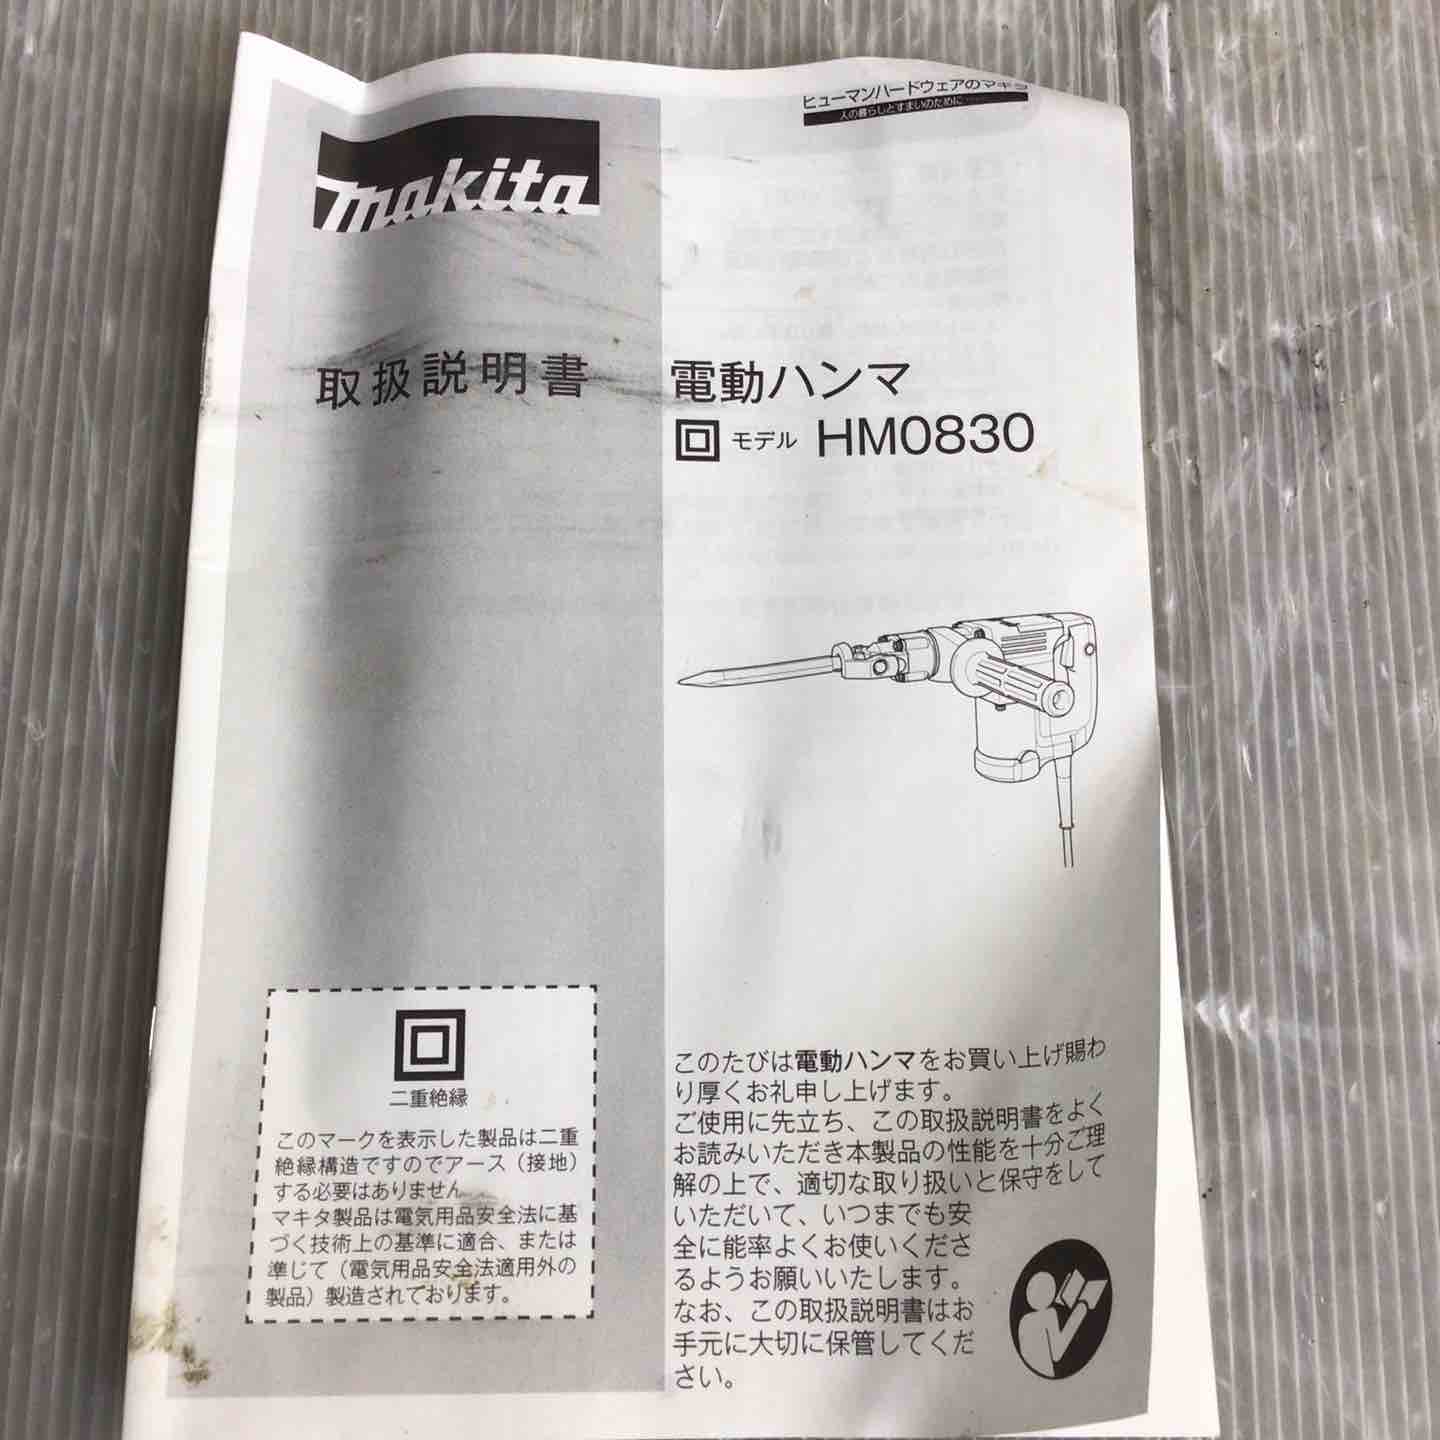 makita
ヒューマンハードウェアのマキタ
人の暮らしとすまいのために
取扱説明書
電動ハンマ
モデル HM0830
二重絶縁
このマークを表示した製品は二重
絶縁構造ですのでアース（接地）
する必要はありません
マキタ製品は電気用品安全法に基
づく技術上の基準に適合、または
準じて（電気用品安全法適用外の
製品）製造されております。
このたびは電動ハンマをお買い上げ賜わ
り厚くお礼申し上げます。
ご使用に先立ち、この取扱説明書をよく
お読みいただき本製品の性能を十分ご理
解の上で、適切な取り扱いと保守をして
いただいて、いつまでも安
全に能率よくお使いくださ
るようお願いいたします。
なお、この取扱説明書はお
手元に大切に保管してくだ
さい。